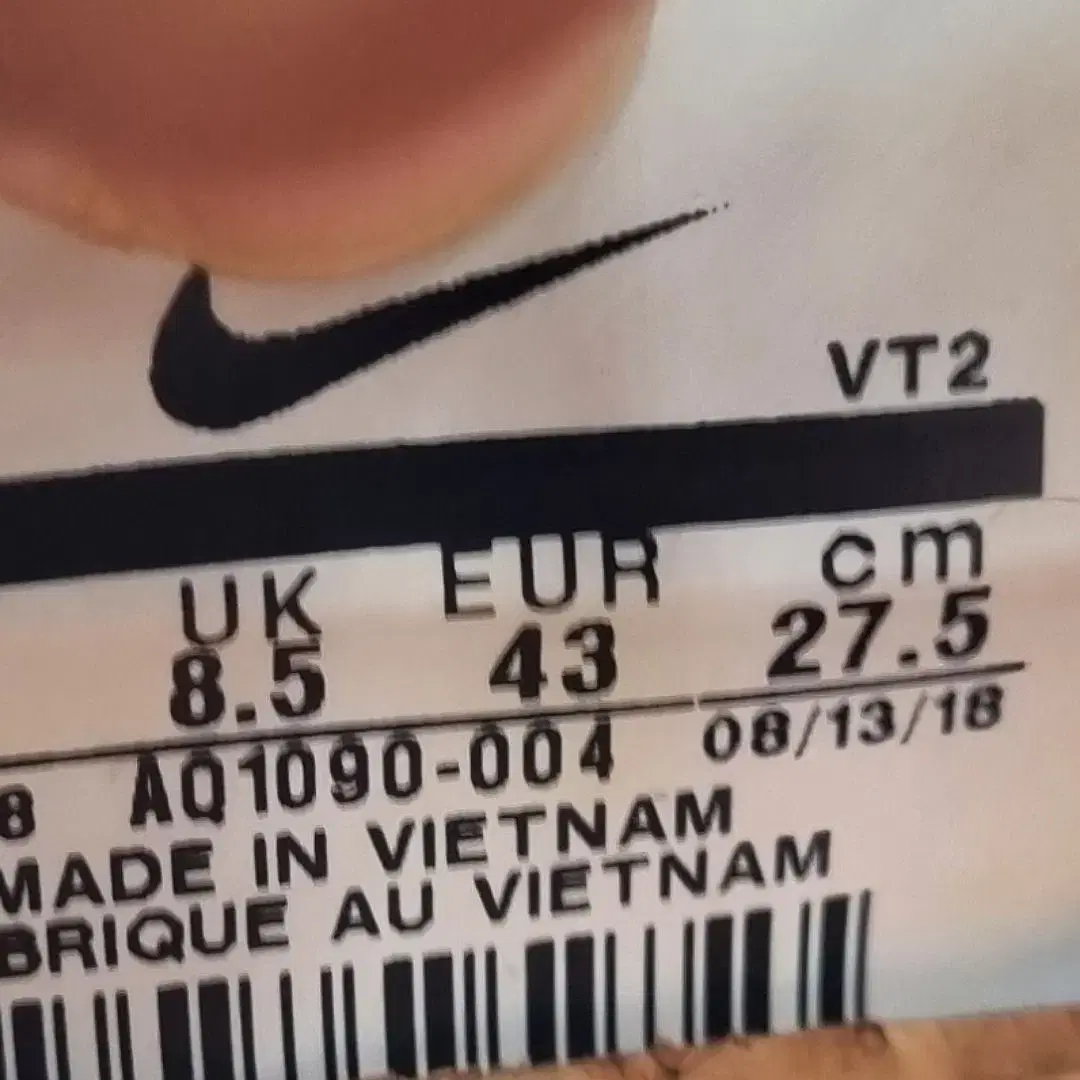 VT2
UK EUR cm
8.5 43 27.5
8 AQ1090-004 08/13/18
MADE IN VIETNAM
BRIQUE AU VIETNAM